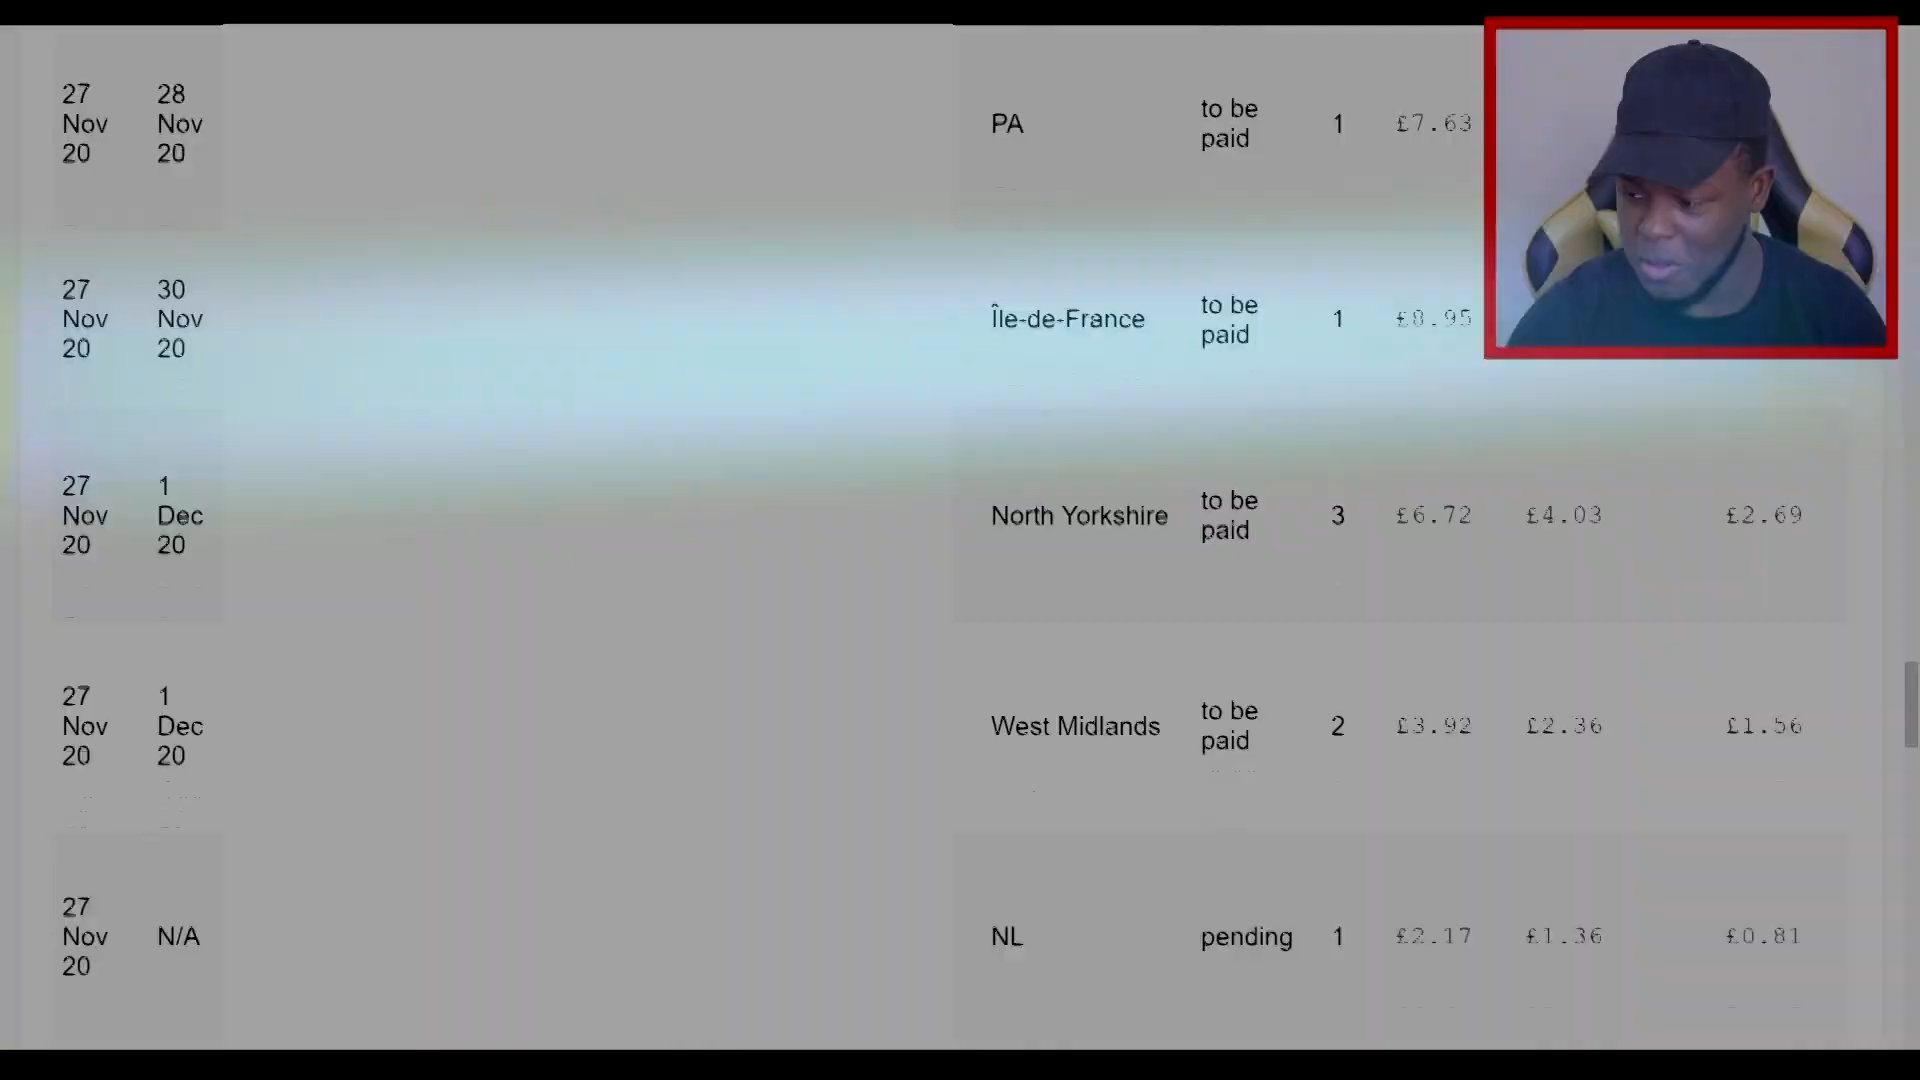 27 Nov 20 28 Nov 20 PA to be paid 1 £7.63
27 Nov 20 30 Nov 20 Île-de-France to be paid 1 £8.95
27 Nov 20 1 Dec 20 North Yorkshire to be paid 3 £6.72 £4.03 £2.69
27 Nov 20 1 Dec 20 West Midlands to be paid 2 £3.92 £2.36 £1.56
27 Nov 20 N/A NL pending 1 £2.17 £1.36 £0.81